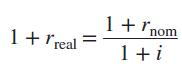 1 + r_real = (1 + r_nom) / (1 + i)